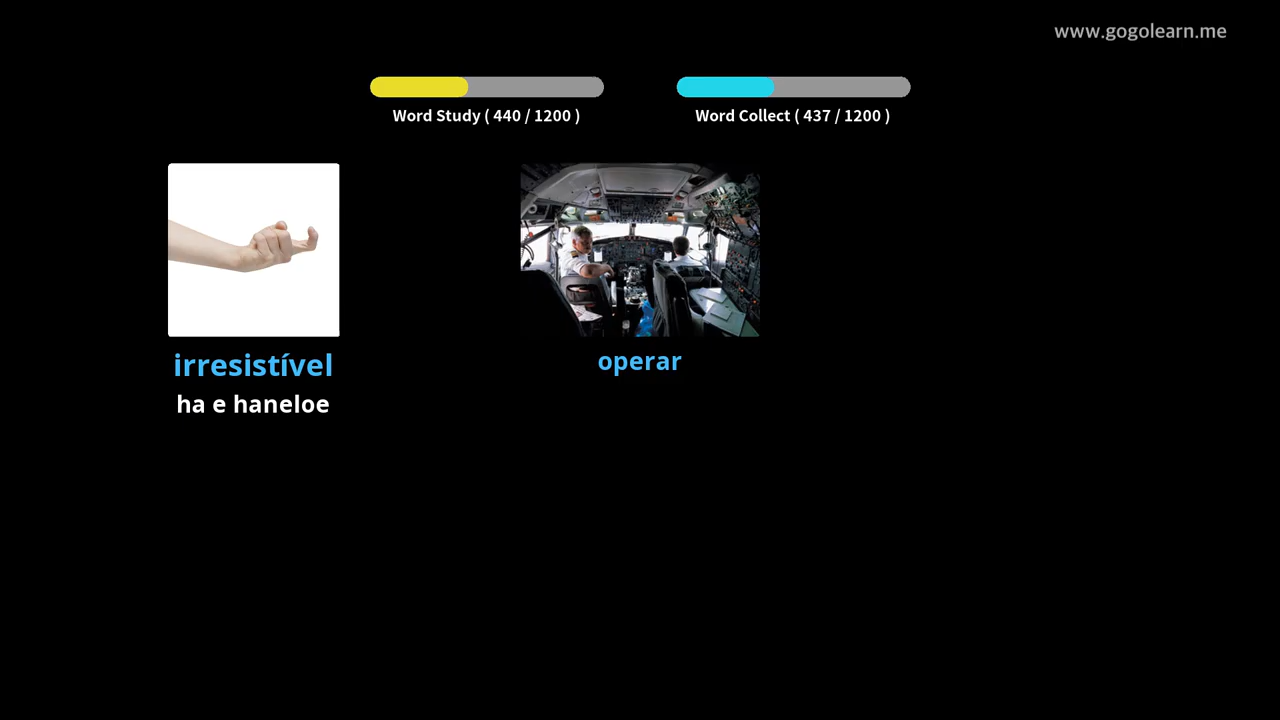 www.gogolearn.me
Word Study ( 440 / 1200 )
Word Collect ( 437 / 1200 )
irresistível
ha e haneloe
operar